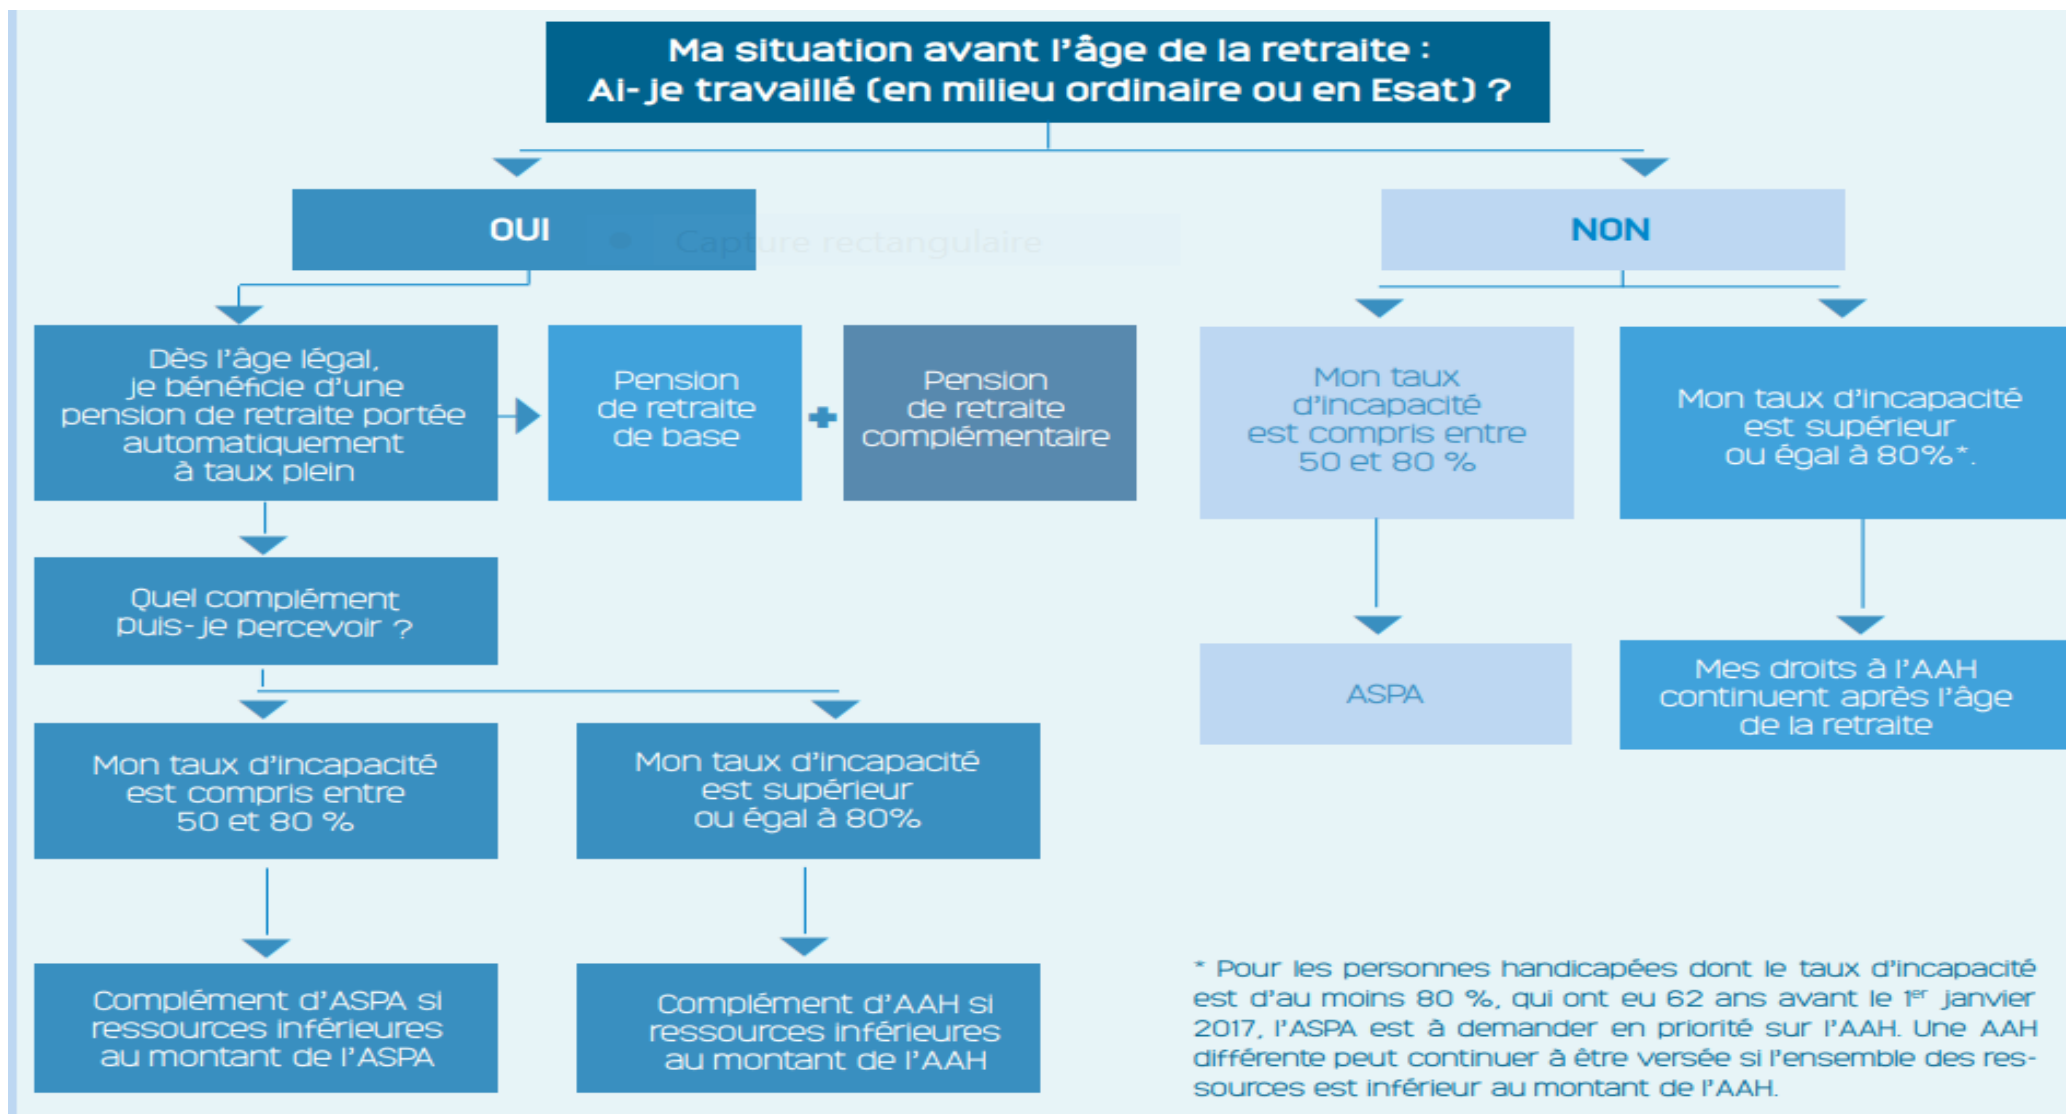 Ma situation avant l'âge de la retraite :
Ai-je travaillé (en milieu ordinaire ou en Esat) ?
OUI
Capture rectangulaire
NON
Dès l'âge légal,
je bénéficie d'une
pension de retraite portée
automatiquement
à taux plein
Pension
de retraite
de base
Pension
de retraite
complémentaire
Mon taux
d'incapacité
est compris entre
50 et 80 %
Mon taux d'incapacité
est supérieur
ou égal à 80%*.
Quel complément
puis-je percevoir ?
ASPA
Mes droits à l'AAH
continuent après l'âge
de la retraite
Mon taux d'incapacité
est compris entre
50 et 80 %
Mon taux d'incapacité
est supérieur
ou égal à 80%
Complément d'ASPA si
ressources inférieures
au montant de l'ASPA
Complément d'AAH si
ressources inférieures
au montant de l'AAH
* Pour les personnes handicapées dont le taux d'incapacité
est d'au moins 80 %, qui ont eu 62 ans avant le 1er janvier
2017, l'ASPA est à demander en priorité sur l'AAH. Une AAH
différente peut continuer à être versée si l'ensemble des res-
sources est inférieur au montant de l'AAH.